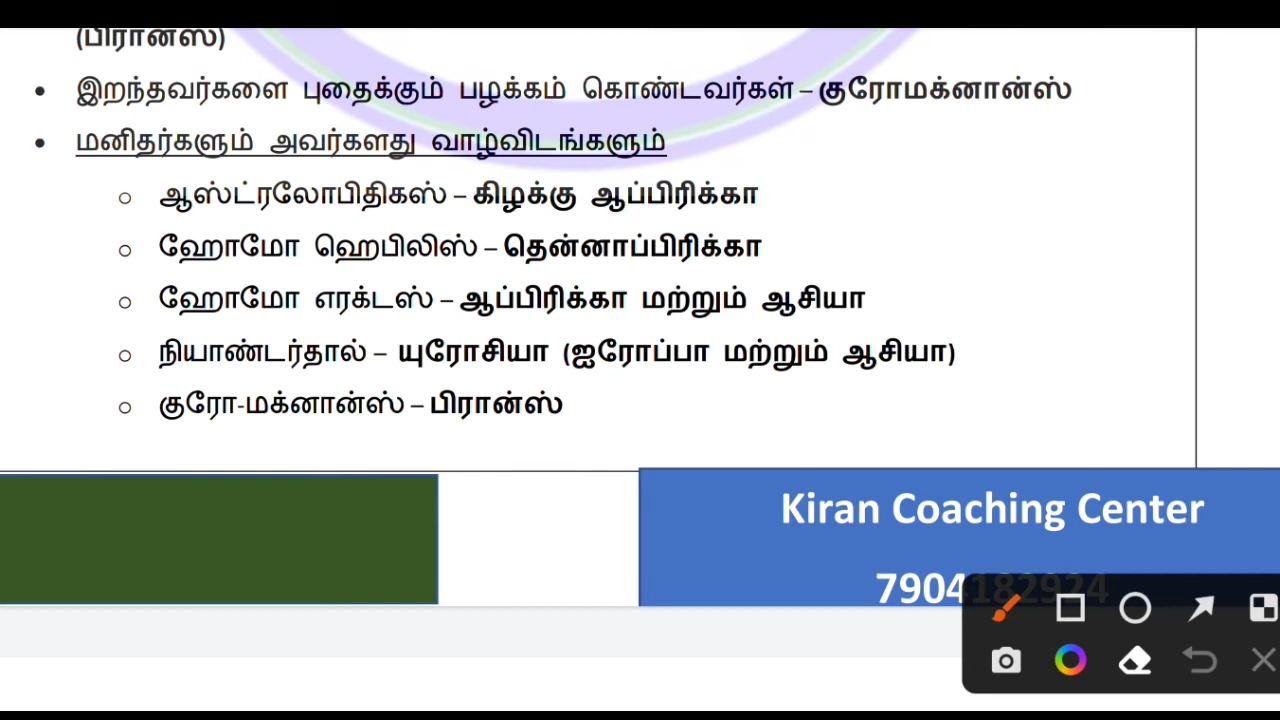 (பிரான்ஸ்)
• இறந்தவர்களை புதைக்கும் பழக்கம் கொண்டவர்கள் – குரோமக்னான்ஸ்
• மனிதர்களும் அவர்களது வாழ்விடங்களும்
o ஆஸ்ட்ரலோபிதிகஸ் – கிழக்கு ஆப்பிரிக்கா
o ஹோமோ ஹெபிலிஸ் – தென்னாப்பிரிக்கா
o ஹோமோ எரக்டஸ் – ஆப்பிரிக்கா மற்றும் ஆசியா
o நியாண்டர்தால் – யுரோசியா (ஐரோப்பா மற்றும் ஆசியா)
o குரோ-மக்னான்ஸ் – பிரான்ஸ்
Kiran Coaching Center
7904182924